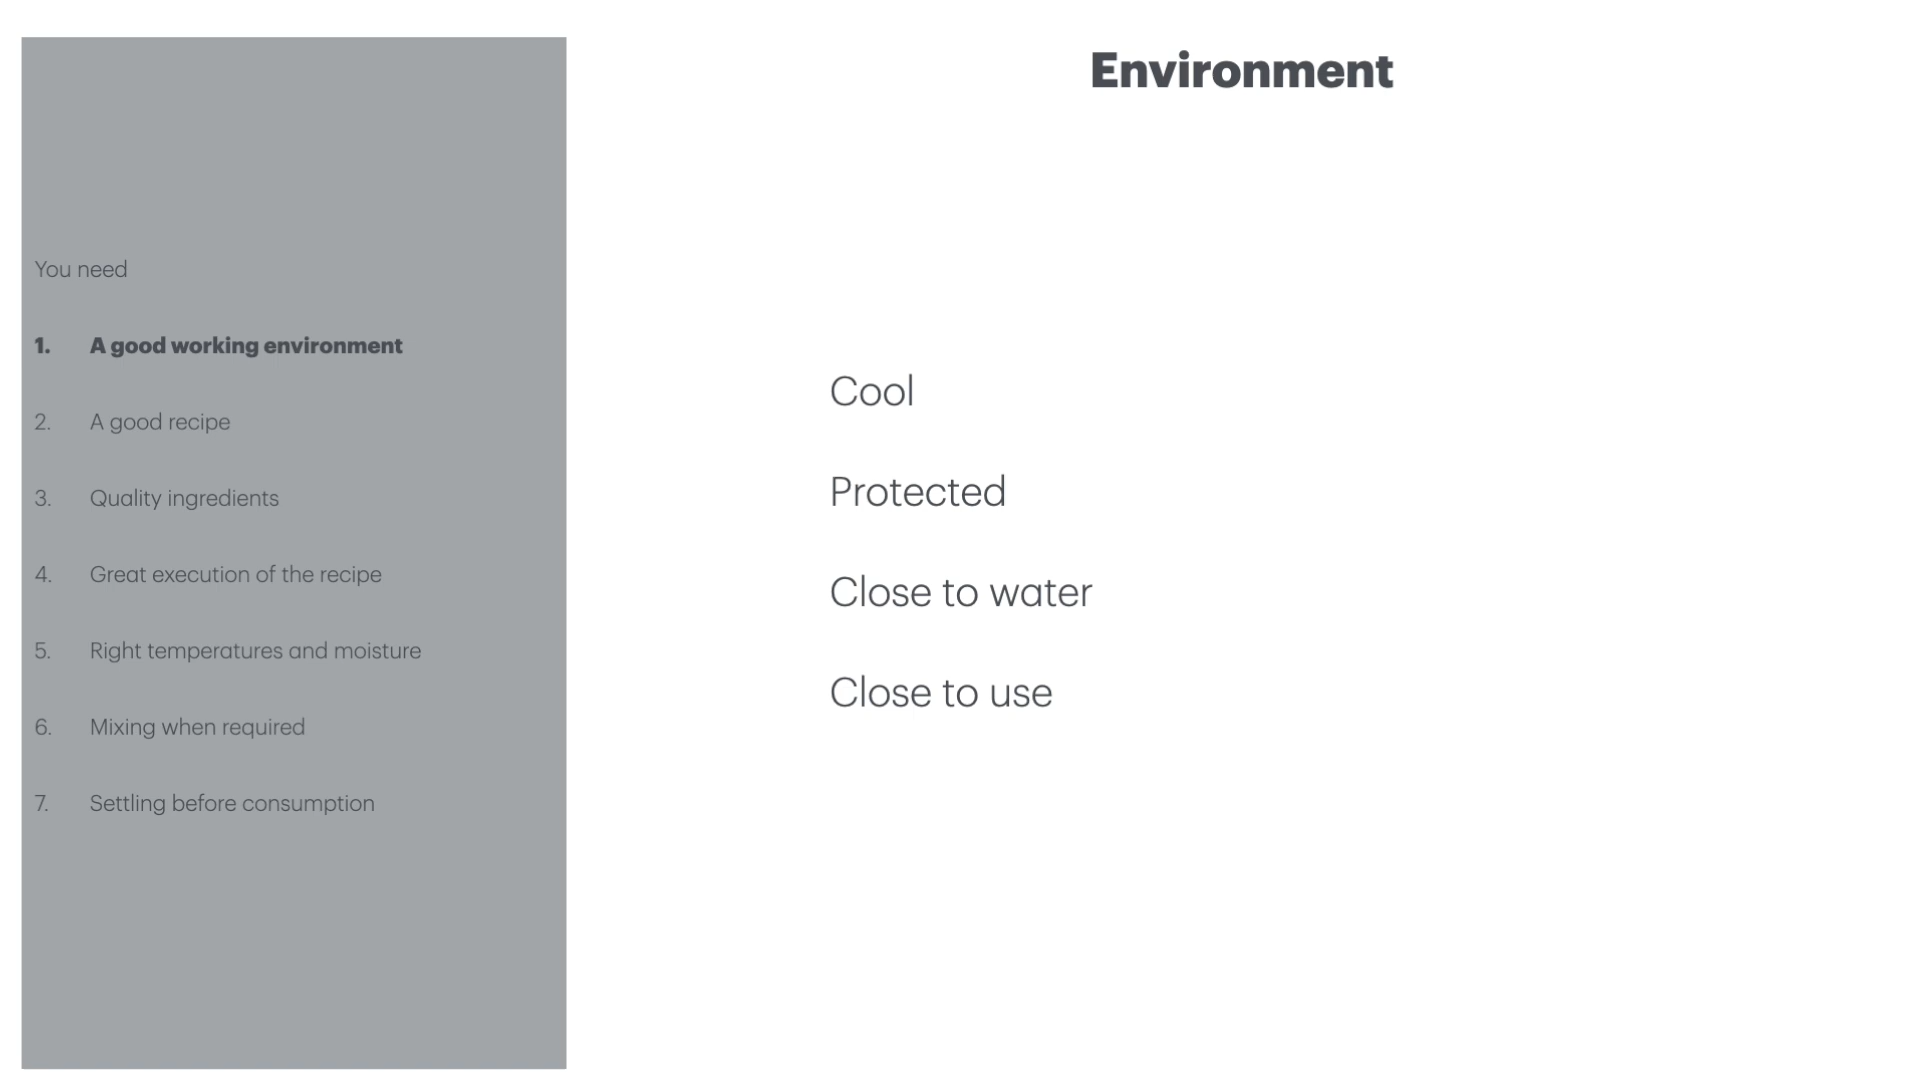 You need
1. A good working environment
2. A good recipe
3. Quality ingredients
4. Great execution of the recipe
5. Right temperatures and moisture
6. Mixing when required
7. Settling before consumption
Environment
Cool
Protected
Close to water
Close to use